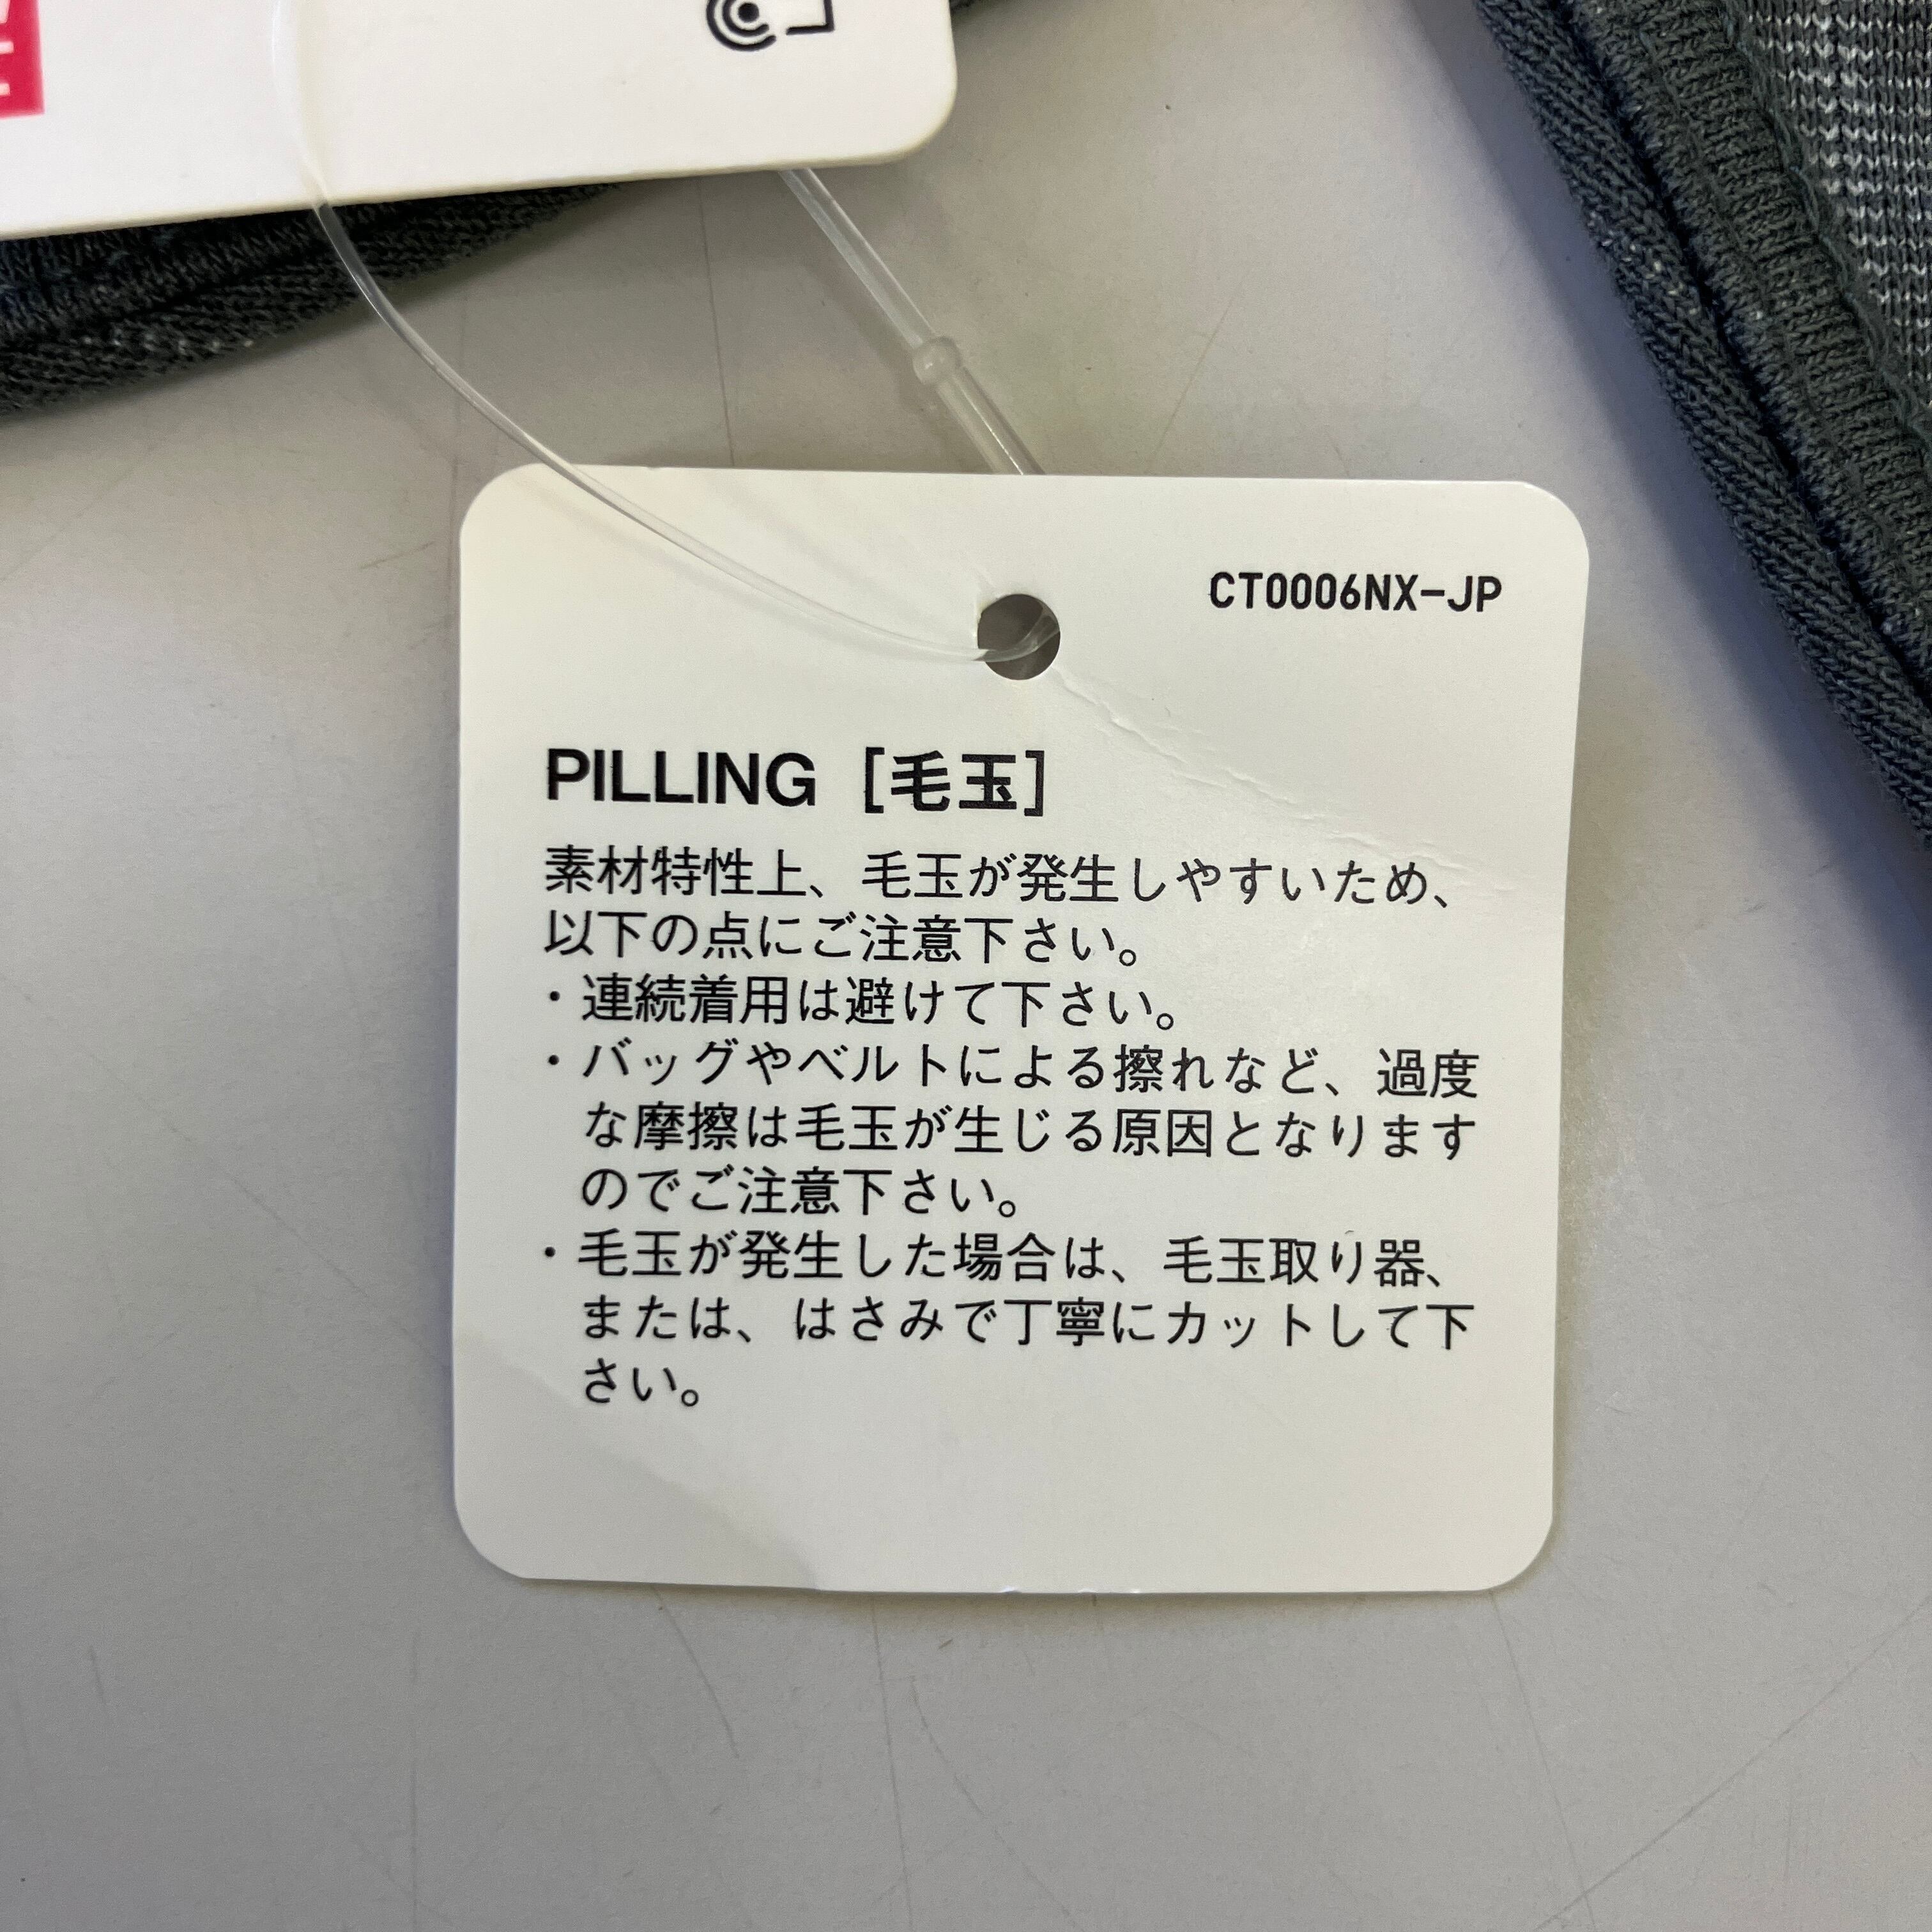 CT0006NX-JP
PILLING［毛玉］
素材特性上、毛玉が発生しやすいため、
以下の点にご注意下さい。
・連続着用は避けて下さい。
・バッグやベルトによる擦れなど、過度
な摩擦は毛玉が生じる原因となります
のでご注意下さい。
・毛玉が発生した場合は、毛玉取り器、
または、はさみで丁寧にカットして下
さい。